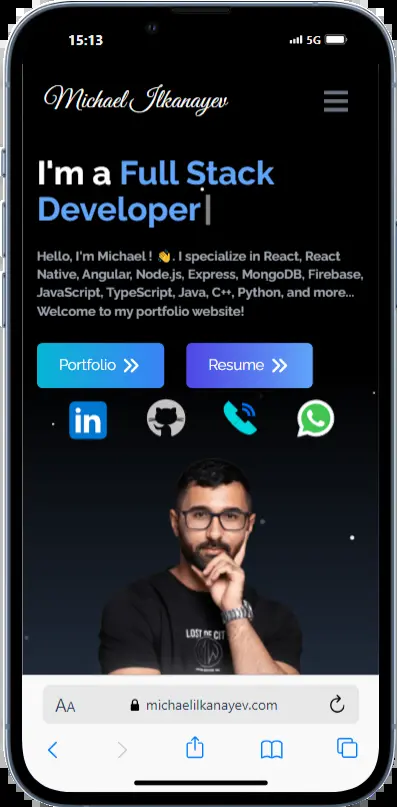 15:13
5G
Michael Ilkanayev
I'm a Full Stack
Developer
Hello, I'm Michael ! 👋. I specialize in React, React
Native, Angular, Node.js, Express, MongoDB, Firebase,
JavaScript, TypeScript, Java, C++, Python, and more...
Welcome to my portfolio website!
Portfolio
Resume
in
LOST DE CIT
AA
michaelilkanayev.com